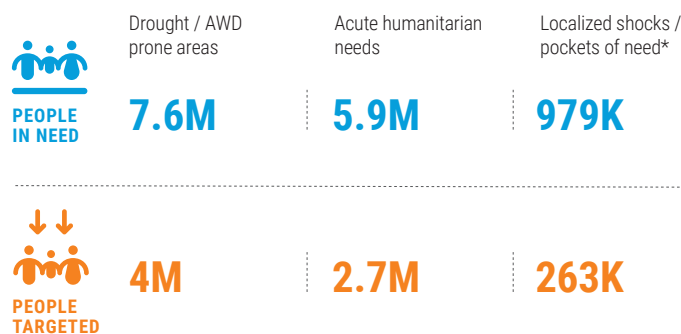 Drought / AWD
prone areas
Acute humanitarian
needs
Localized shocks /
pockets of need*
PEOPLE
IN NEED
7.6M
5.9M
979K
PEOPLE
TARGETED
4M
2.7M
263K